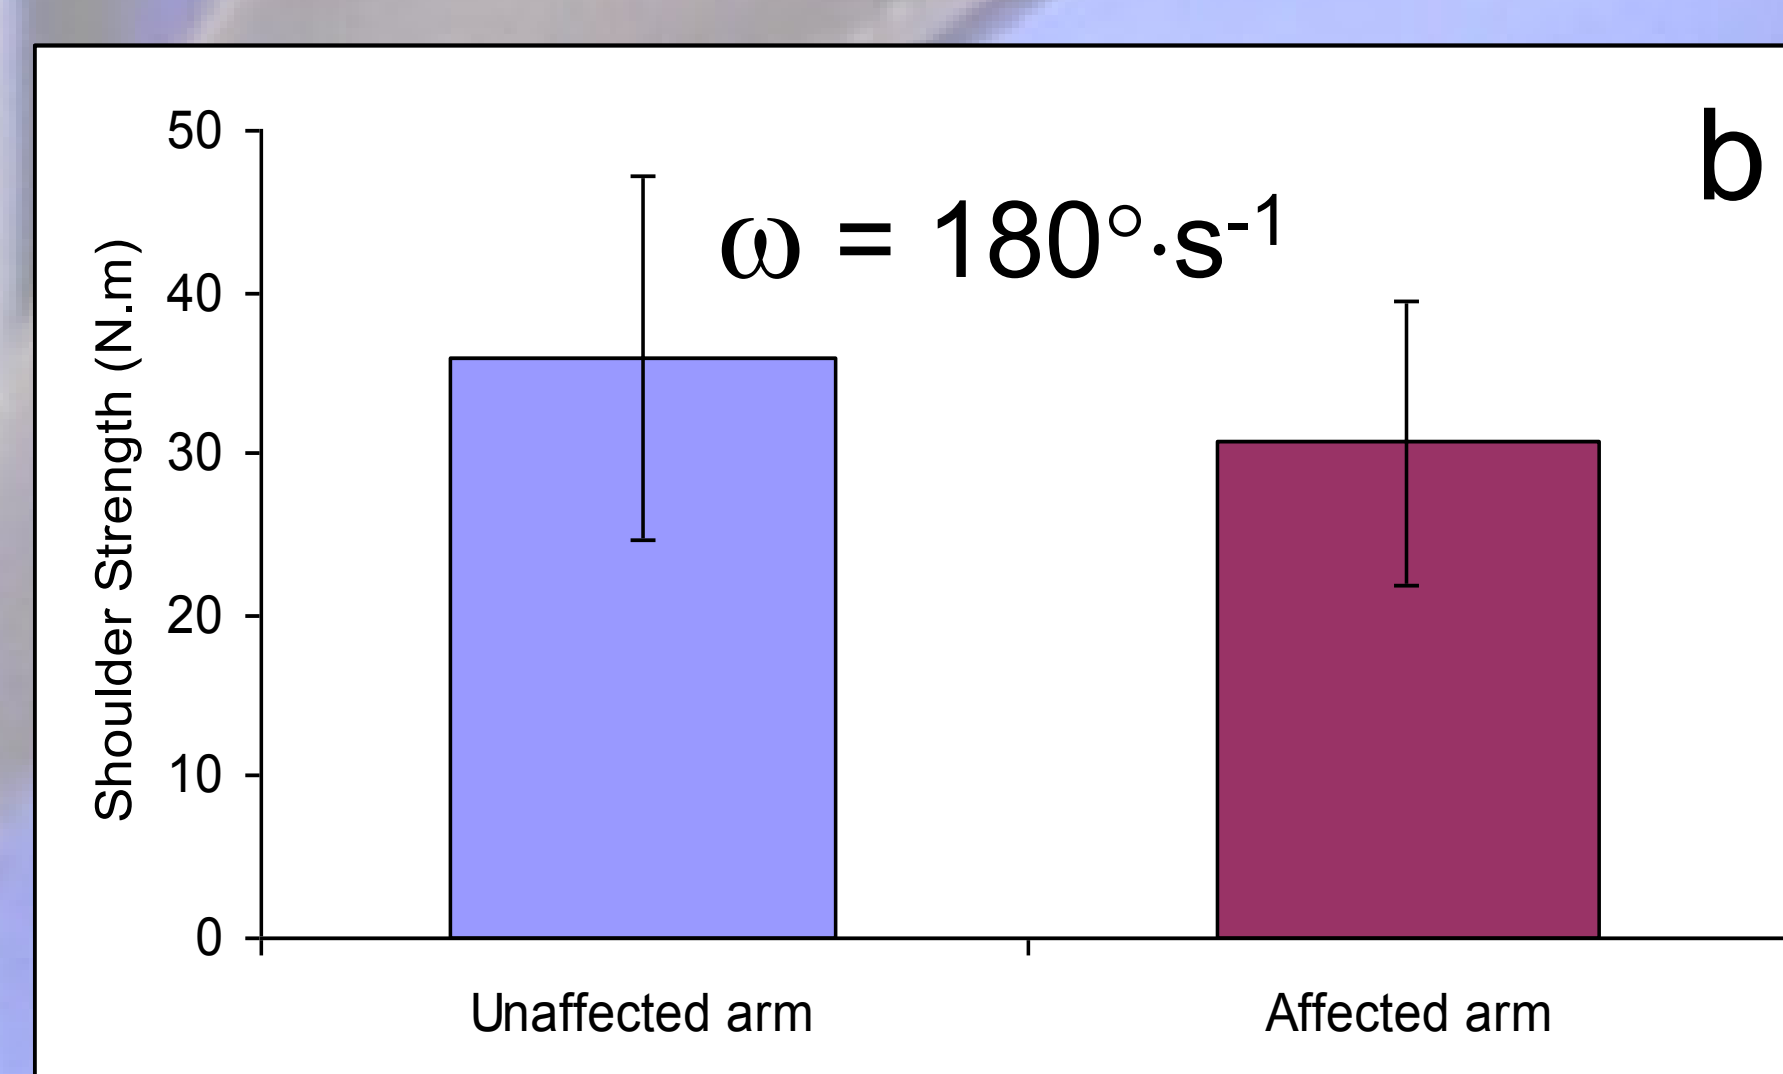 b
50
ω = 180°·s-1
40
30
20
10
0
Shoulder Strength (N.m)
Unaffected arm
Affected arm